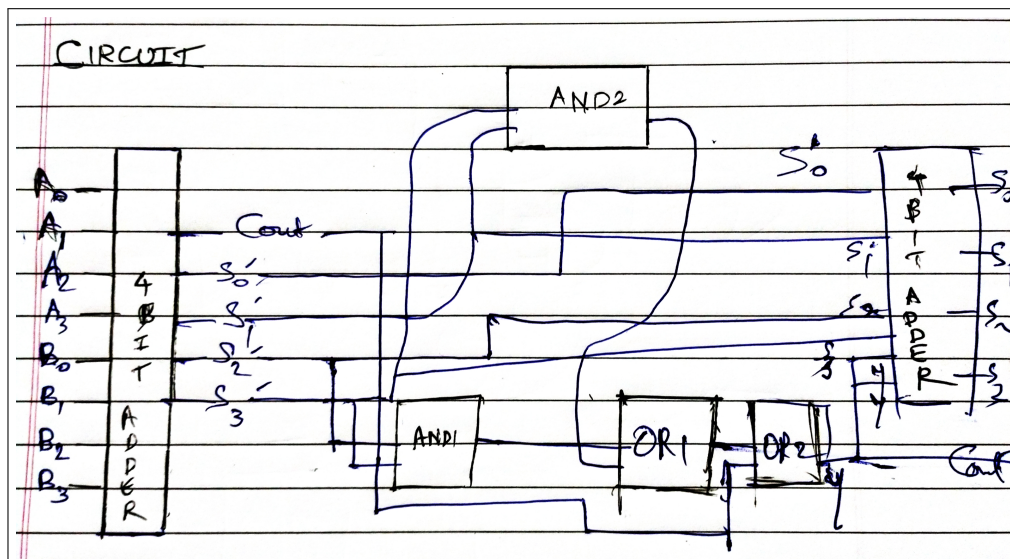 CIRCUIT
AND2
S0'
A0
A1
A2
A3
B0
B1
B2
B3
4 BIT ADDER
Cout
S0'
S1'
S2'
S3'
AND1
OR1
OR2
y
S1'
S2
S3
y
y
4 BIT ADDER
S0
S1
S2
S3
Cout